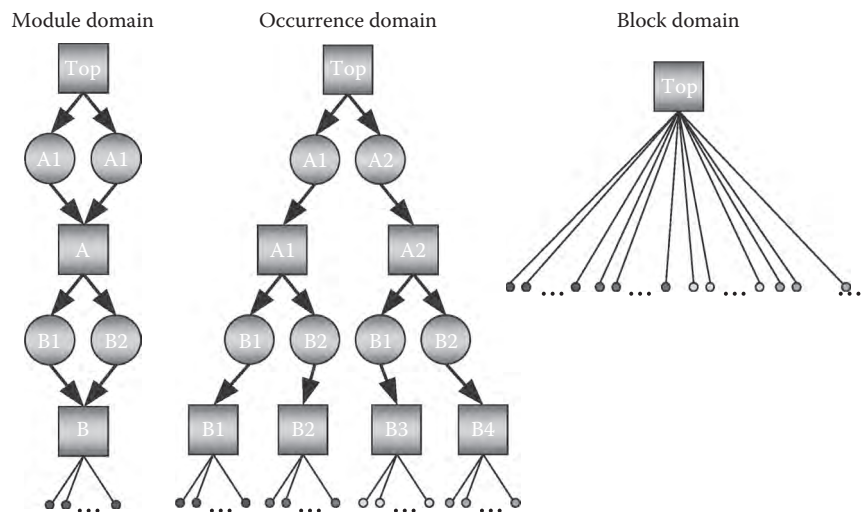 Module domain
Occurrence domain
Block domain
Top
Top
Top
A1 A1
A1 A2
A
A1 A2
B1 B2
B1 B2 B1 B2
B
B1 B2 B3 B4
...
... ... ... ...
... ... ... ...